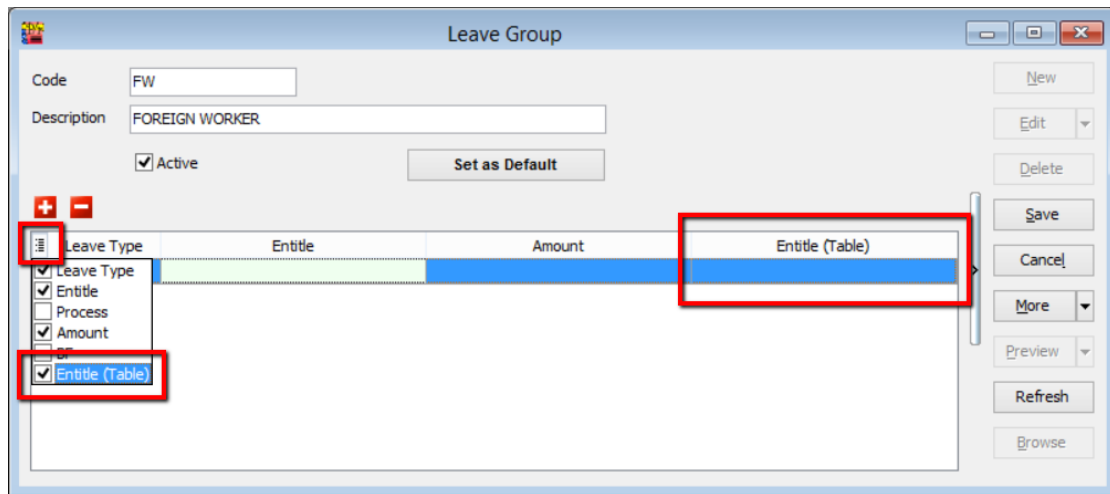 Leave Group
Code FW
Description FOREIGN WORKER
Active Set as Default
Leave Type Entitle Amount Entitle (Table)
Leave Type
Entitle
Process
Amount
BF
Entitle (Table)
New
Edit
Delete
Save
Cancel
More
Preview
Refresh
Browse